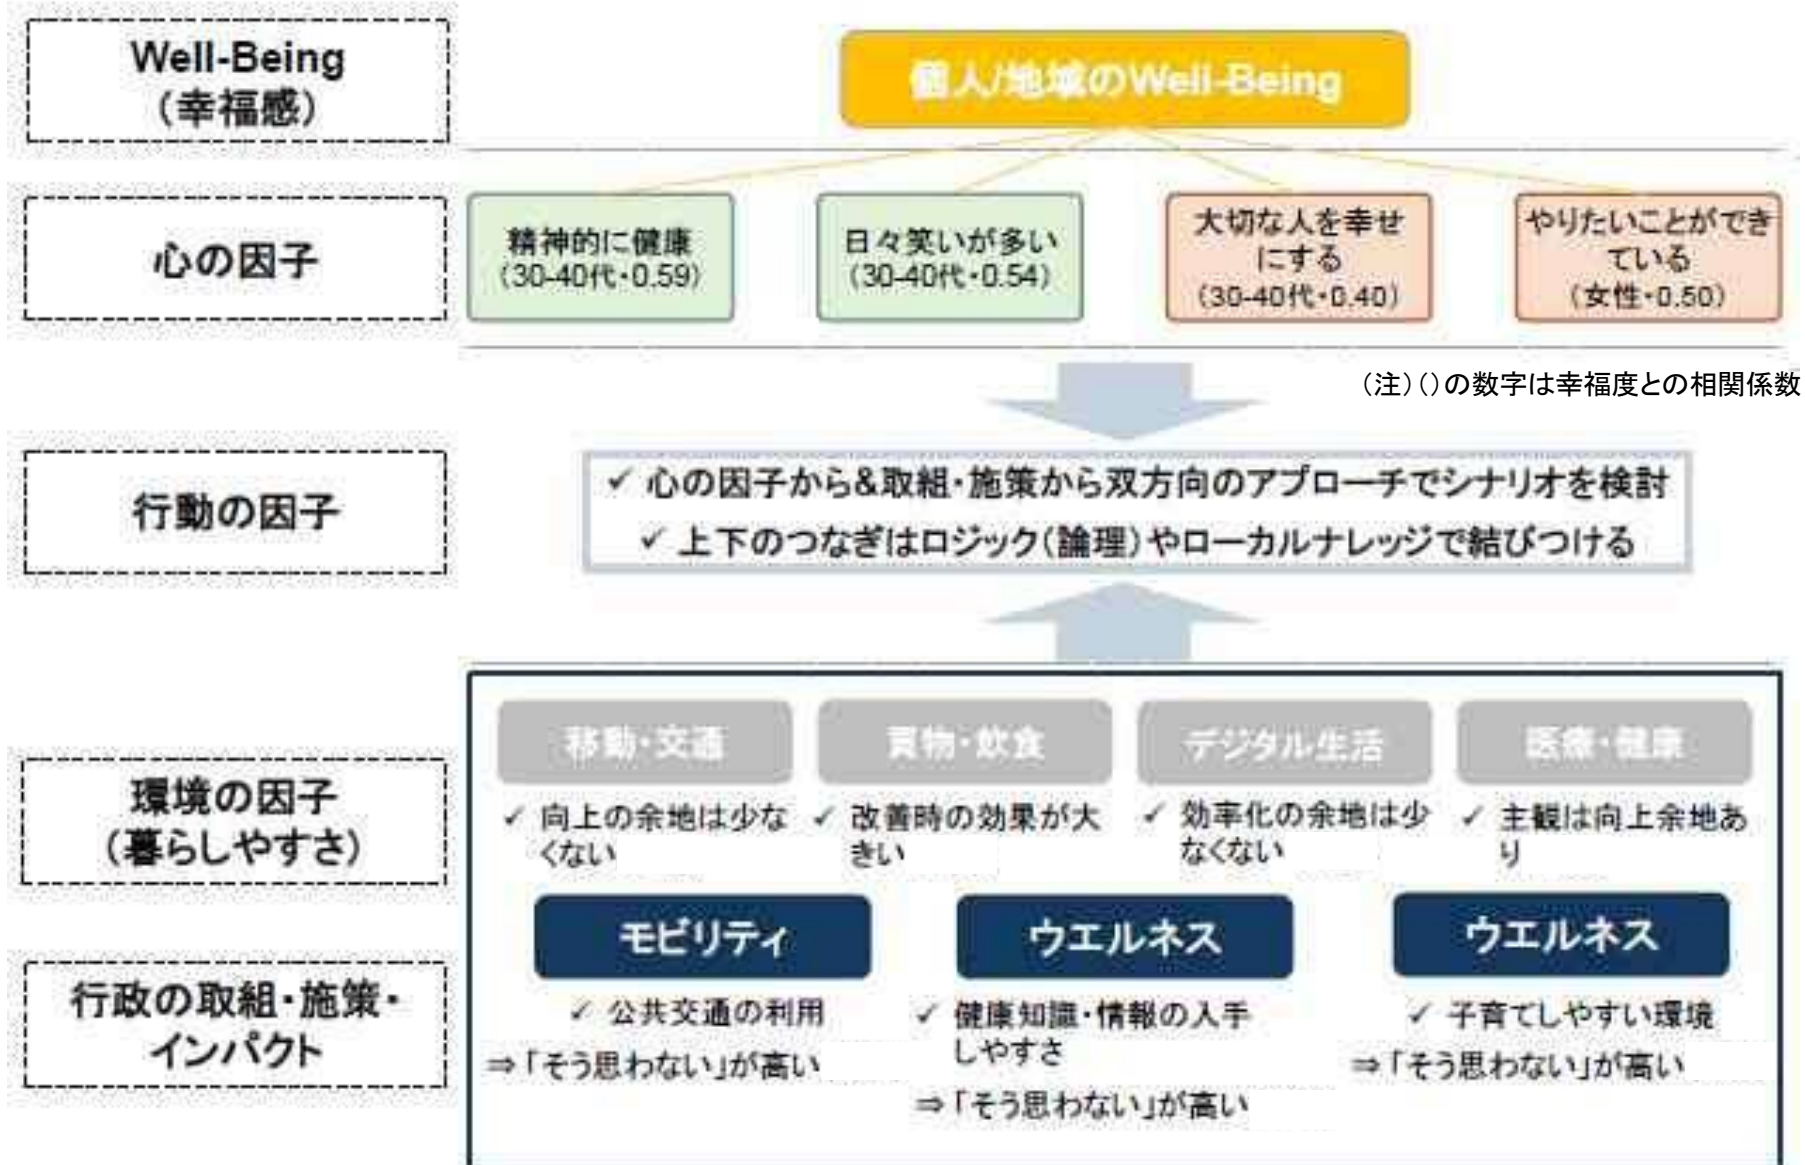 Well-Being
（幸福感）
個人/地域のWell-Being
心の因子
精神的に健康
（30-40代・0.59）
日々笑いが多い
（30-40代・0.54）
大切な人を幸せ
にする
（30-40代・0.40）
やりたいことができ
ている
（女性・0.50）
（注）（）の数字は幸福度との相関係数
行動の因子
✓ 心の因子から&取組・施策から双方向のアプローチでシナリオを検討
✓ 上下のつなぎはロジック（論理）やローカルナレッジで結びつける
環境の因子
（暮らしやすさ）
移動・交通
✓ 向上の余地は少な
くない
買物・飲食
✓ 改善時の効果が大
きい
デジタル生活
✓ 効率化の余地は少
なくない
医療・健康
✓ 主観は向上余地あ
り
行政の取組・施策・
インパクト
モビリティ
✓ 公共交通の利用
⇒「そう思わない」が高い
ウエルネス
✓ 健康知識・情報の入手
しやすさ
⇒「そう思わない」が高い
ウエルネス
✓ 子育てしやすい環境
⇒「そう思わない」が高い